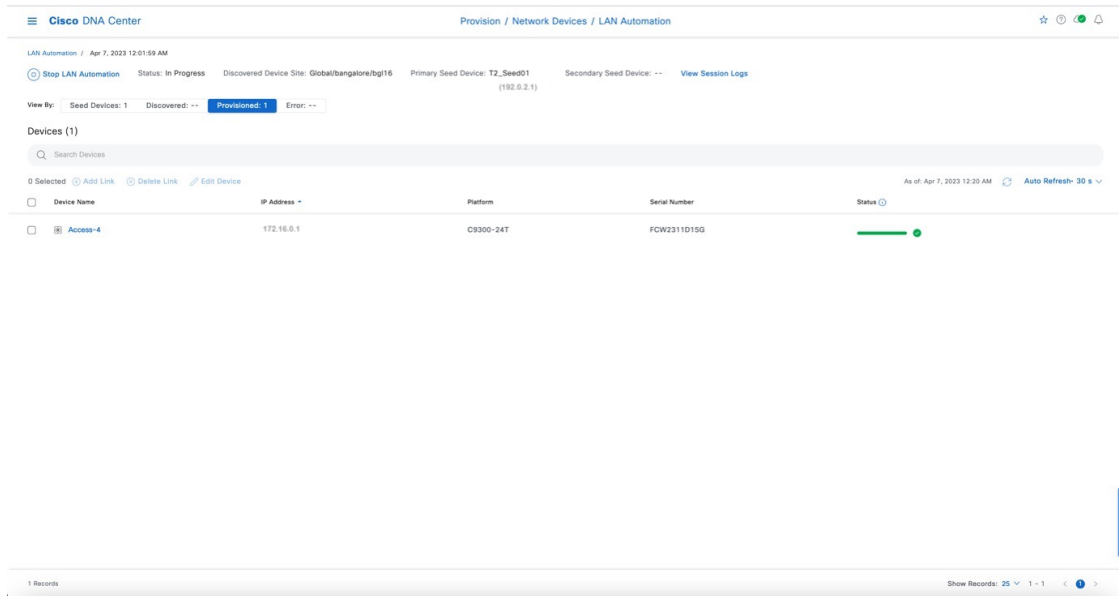 Cisco DNA Center
Provision / Network Devices / LAN Automation
LAN Automation / Apr 7, 2023 12:01:59 AM
Stop LAN Automation Status: In Progress Discovered Device Site: Global/bangalore/bgl16 Primary Seed Device: T2_Seed01 Secondary Seed Device: -- View Session Logs
(192.0.2.1)
View By: Seed Devices: 1 Discovered: -- Provisioned: 1 Error: --
Devices (1)
Search Devices
0 Selected Add Link Delete Link Edit Device As of: Apr 7, 2023 12:20 AM Auto Refresh- 30 s
Device Name IP Address Platform Serial Number Status
Access-4 172.16.0.1 C9300-24T FCW2311D15G
1 Records Show Records: 25 1 - 1 < 1 >